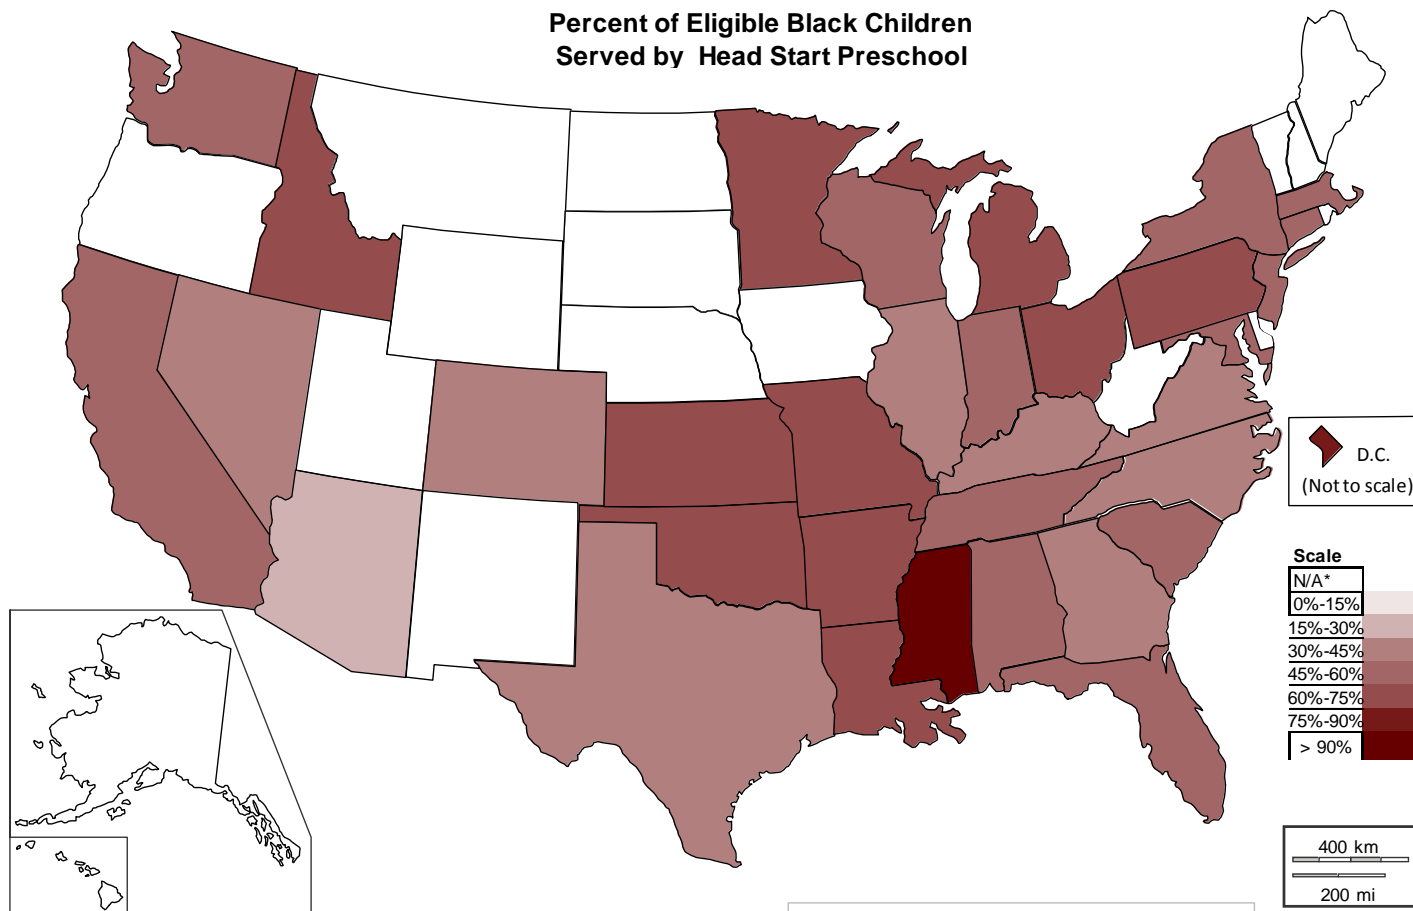 Percent of Eligible Black Children
Served by Head Start Preschool
D.C.
(Not to scale)
Scale
N/A*
0%-15%
15%-30%
30%-45%
45%-60%
60%-75%
75%-90%
> 90%
400 km
200 mi